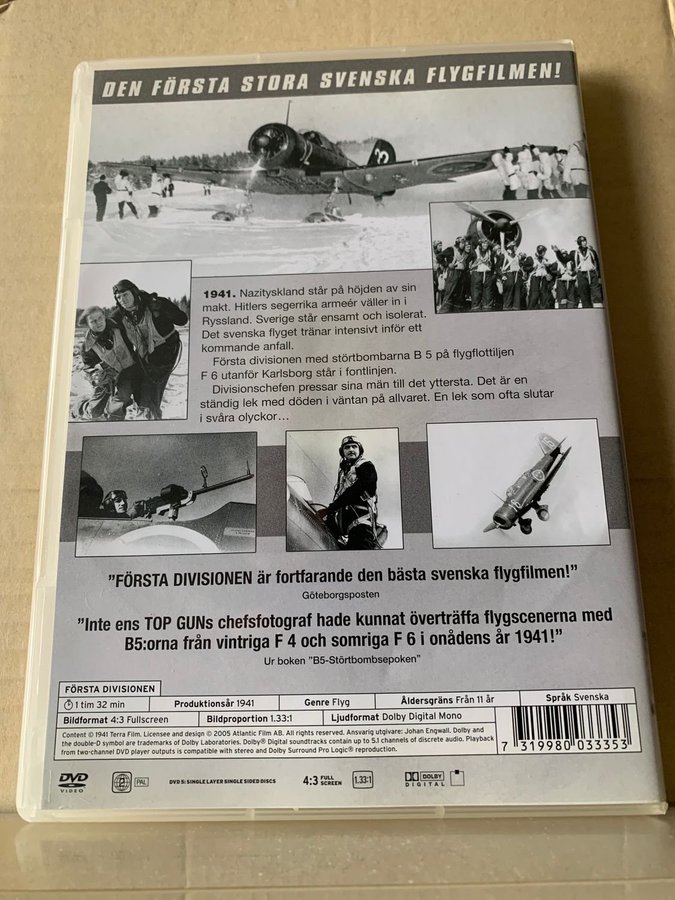 DEN FÖRSTA STORA SVENSKA FLYGFILMEN!
3
1941. Nazityskland står på höjden av sin
makt. Hitlers segerrika armeér väller in i
Ryssland. Sverige står ensamt och isolerat.
Det svenska flyget tränar intensivt inför ett
kommande anfall.
Första divisionen med störtbombarna B 5 på flygflottiljen
F 6 utanför Karlsborg står i fontlinjen.
Divisionschefen pressar sina män till det yttersta. Det är en
ständig lek med döden i väntan på allvaret. En lek som ofta slutar
i svåra olyckor…
”FÖRSTA DIVISIONEN är fortfarande den bästa svenska flygfilmen!”
Göteborgsposten
”Inte ens TOP GUNs chefsfotograf hade kunnat överträffa flygscenerna med
B5:orna från vintriga F 4 och somriga F 6 i onådens år 1941!”
Ur boken ”B5-Störtbombsepoken”
FÖRSTA DIVISIONEN
1 tim 32 min Produktionsår 1941 Genre Flyg Åldersgräns Från 11 år Språk Svenska
Bildformat 4:3 Fullscreen Bildproportion 1.33:1 Ljudformat Dolby Digital Mono
Content © 1941 Terra Film. Licensee and design © 2005 Atlantic Film AB. All rights reserved. Ansvarig utgivare: Johan Engwall. Dolby and
the double-D symbol are trademarks of Dolby Laboratories. Dolby® Digital soundtracks contain up to 5.1 channels of discrete audio. Playback
from two-channel DVD player outputs is compatible with stereo and Dolby Surround Pro Logic® reproduction.
7 319980 033353
DVD VIDEO 2 PAL DVD 5: SINGLE LAYER SINGLE SIDED DISCS 4:3 FULL SCREEN 1.33:1 DOLBY DIGITAL